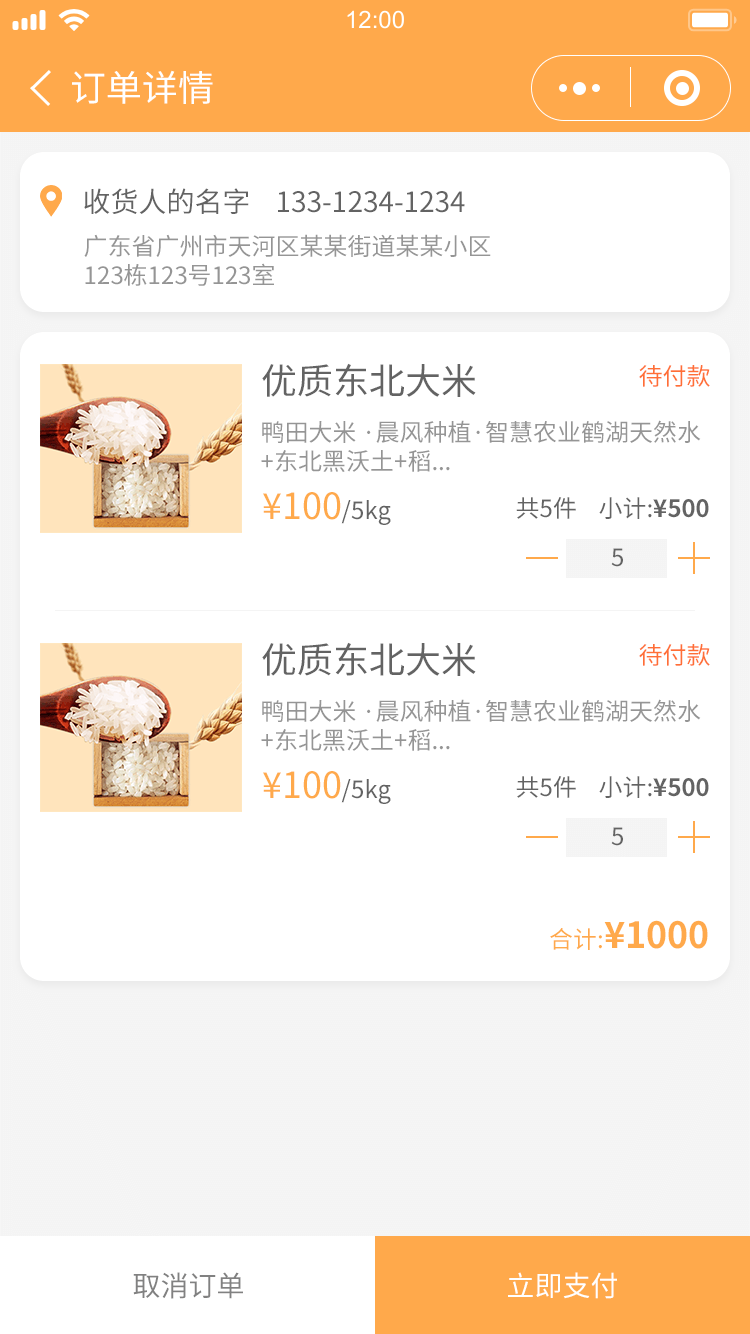 12:00
订单详情
收货人的名字 133-1234-1234
广东省广州市天河区某某街道某某小区
123栋123号123室
优质东北大米 待付款
鸭田大米 ·晨风种植·智慧农业鹤湖天然水
+东北黑沃土+稻...
¥100/5kg 共5件 小计:¥500
5
优质东北大米 待付款
鸭田大米 ·晨风种植·智慧农业鹤湖天然水
+东北黑沃土+稻...
¥100/5kg 共5件 小计:¥500
5
合计:¥1000
取消订单 立即支付